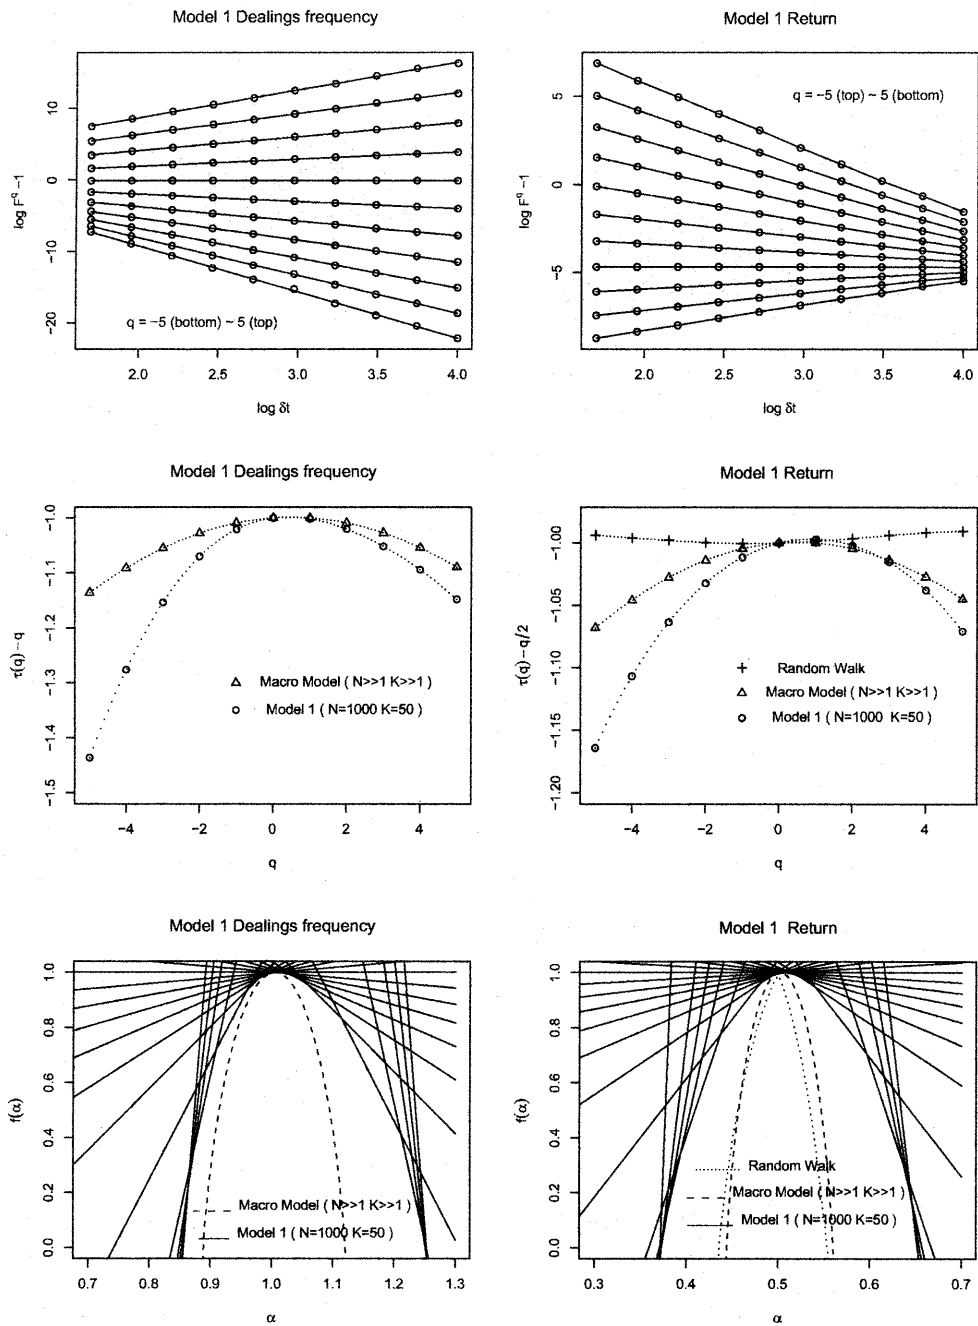 Model 1 Dealings frequency
log F^q −1
10
0
−10
−20
q = −5 (bottom) ~ 5 (top)
2.0 2.5 3.0 3.5 4.0
log δt
Model 1 Return
log F^q −1
5
0
−5
q = −5 (top) ~ 5 (bottom)
2.0 2.5 3.0 3.5 4.0
log δt
Model 1 Dealings frequency
τ(q) − q
−1.0
−1.1
−1.2
−1.3
−1.4
−1.5
Macro Model ( N>>1 K>>1 )
Model 1 ( N=1000 K=50 )
−4 −2 0 2 4
q
Model 1 Return
τ(q) − q/2
−1.00
−1.05
−1.10
−1.15
−1.20
Random Walk
Macro Model ( N>>1 K>>1 )
Model 1 ( N=1000 K=50 )
−4 −2 0 2 4
q
Model 1 Dealings frequency
f(α)
1.0
0.8
0.6
0.4
0.2
0.0
Macro Model ( N>>1 K>>1 )
Model 1 ( N=1000 K=50 )
0.7 0.8 0.9 1.0 1.1 1.2 1.3
α
Model 1 Return
f(α)
1.0
0.8
0.6
0.4
0.2
0.0
Random Walk
Macro Model ( N>>1 K>>1 )
Model 1 ( N=1000 K=50 )
0.3 0.4 0.5 0.6 0.7
α